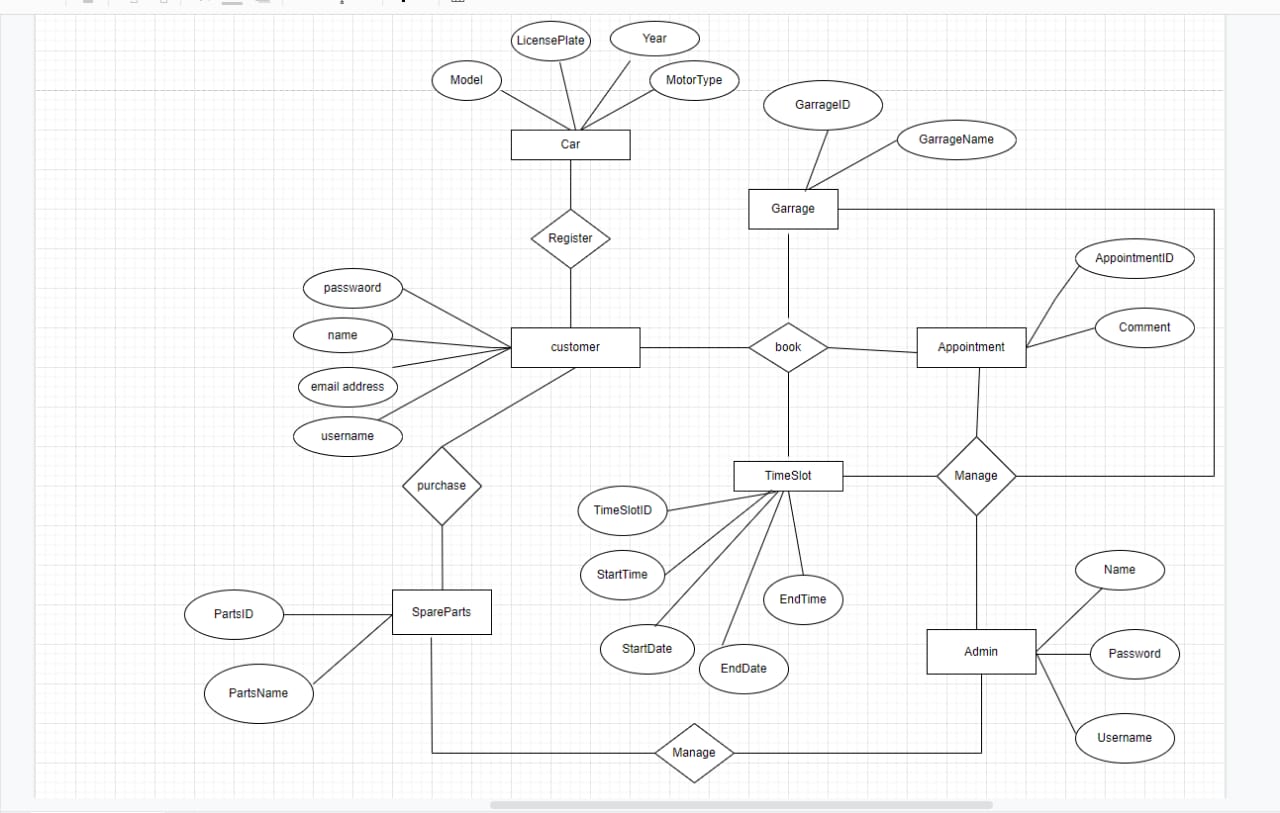 LicensePlate
Year
Model
MotorType
GarrageID
GarrageName
Car
Garrage
Register
AppointmentID
passwaord
Comment
name
customer
book
Appointment
email address
username
purchase
TimeSlot
Manage
TimeSlotID
StartTime
EndTime
Name
PartsID
SpareParts
StartDate
Admin
Password
EndDate
PartsName
Username
Manage